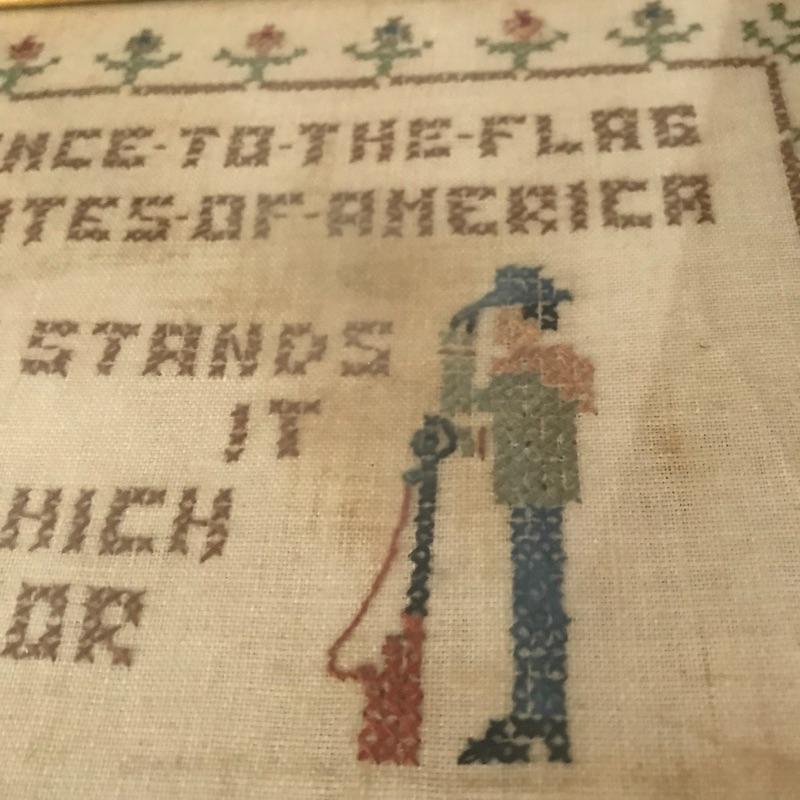 NCE-TO-THE-FLAG
TES-OF-AMERICA
STANDS
IT
HICH
OR